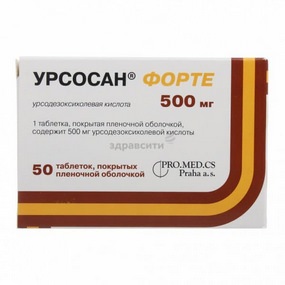 УРСОСАН® ФОРТЕ
урсодезоксихолевая кислота
500 мг
1 таблетка, покрытая пленочной оболочкой,
содержит 500 мг урсодезоксихолевой кислоты
здравсити
50 таблеток, покрытых
пленочной оболочкой
PRO.MED.CS
Praha a. s.